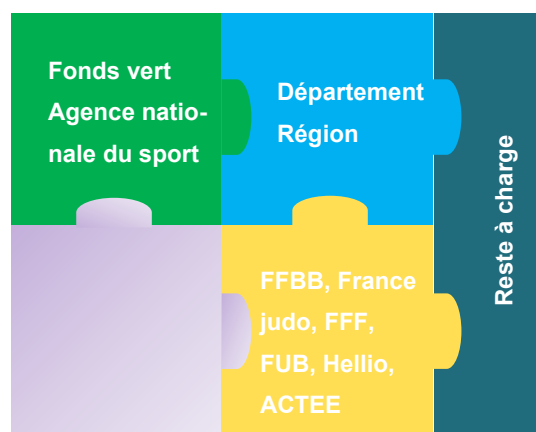 Fonds vert
Agence natio-
nale du sport
Département
Région
FFBB, France
judo, FFF,
FUB, Hellio,
ACTEE
Reste à charge